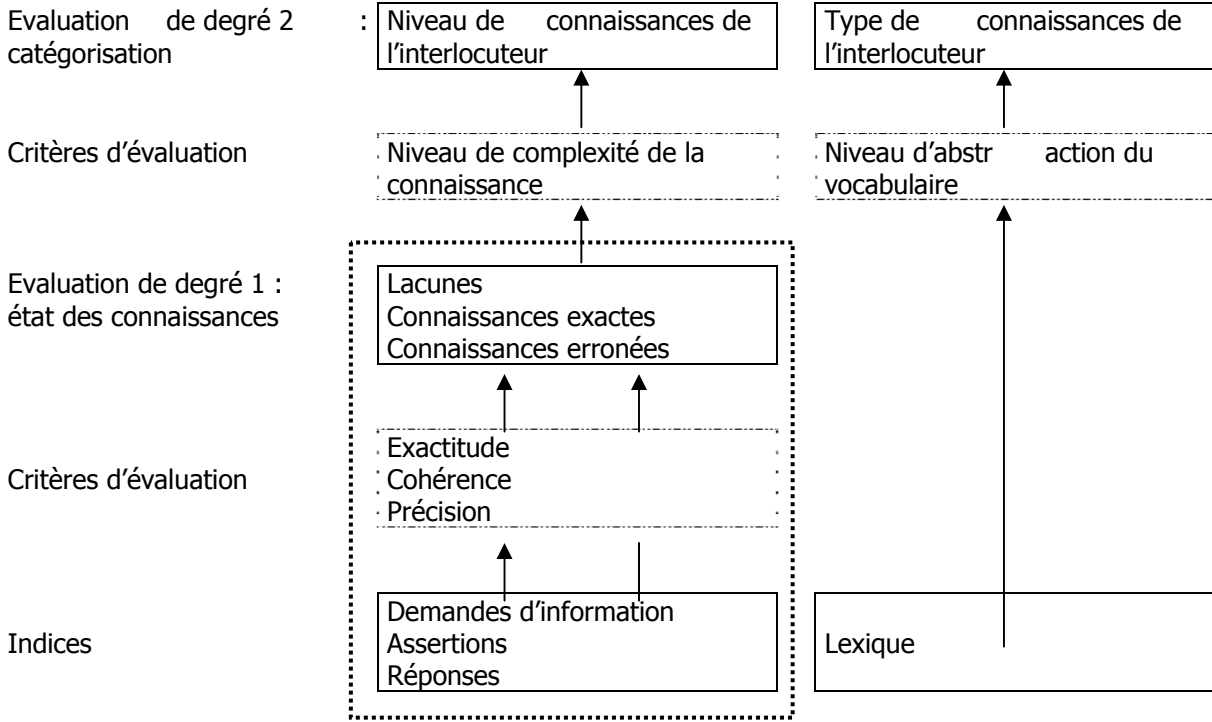 Evaluation de degré 2 :
catégorisation
Niveau de connaissances de
l'interlocuteur
Type de connaissances de
l'interlocuteur
Critères d'évaluation
Niveau de complexité de la
connaissance
Niveau d'abstr action du
vocabulaire
Evaluation de degré 1 :
état des connaissances
Lacunes
Connaissances exactes
Connaissances erronées
Critères d'évaluation
Exactitude
Cohérence
Précision
Indices
Demandes d'information
Assertions
Réponses
Lexique